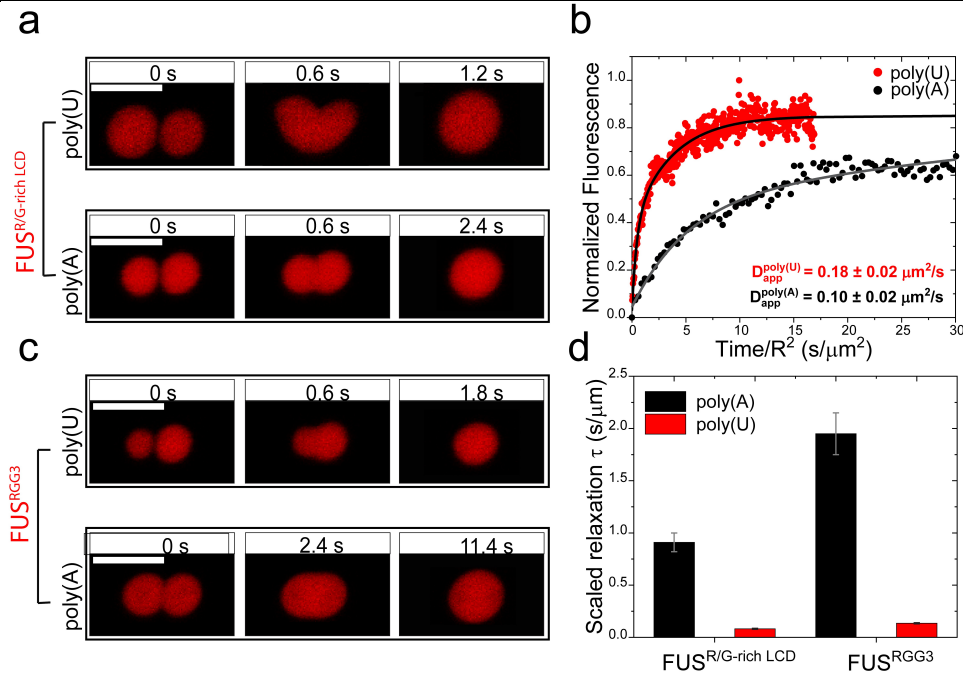 a
0 s 0.6 s 1.2 s
poly(U)
0 s 0.6 s 2.4 s
poly(A)
FUS^R/G-rich LCD
b
Normalized Fluorescence
1.0
0.8
0.6
0.4
0.2
0.0
poly(U)
poly(A)
D_app^poly(U) = 0.18 ± 0.02 μm²/s
D_app^poly(A) = 0.10 ± 0.02 μm²/s
0 5 10 15 20 25 30
Time/R² (s/μm²)
c
0 s 0.6 s 1.8 s
poly(U)
0 s 2.4 s 11.4 s
poly(A)
FUS^RGG3
d
Scaled relaxation τ (s/μm)
2.5
2.0
1.5
1.0
0.5
0.0
poly(A)
poly(U)
FUS^R/G-rich LCD FUS^RGG3